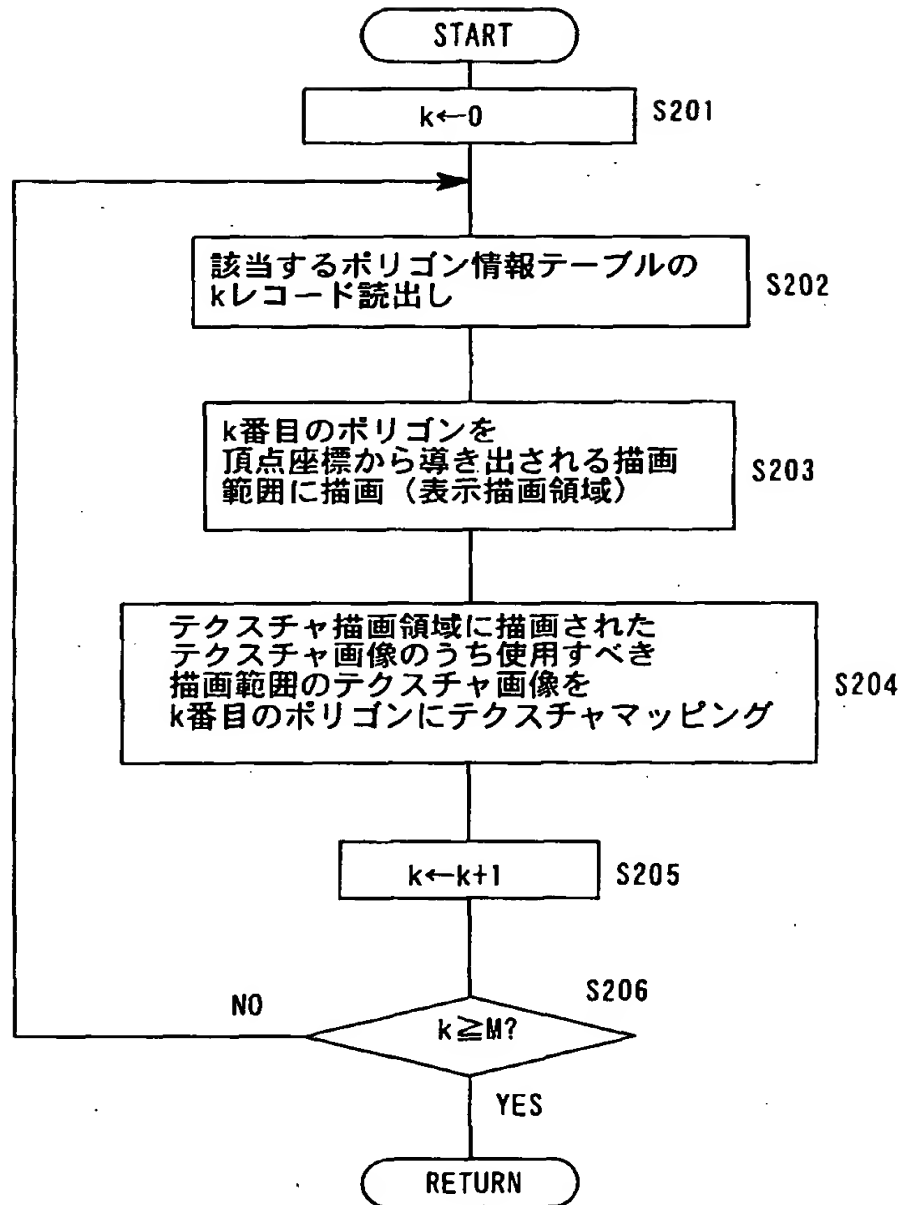 START
k←0
S201
該当するポリゴン情報テーブルの
kレコード読出し
S202
k番目のポリゴンを
頂点座標から導き出される描画
範囲に描画（表示描画領域）
S203
テクスチャ描画領域に描画された
テクスチャ画像のうち使用すべき
描画範囲のテクスチャ画像を
k番目のポリゴンにテクスチャマッピング
S204
k←k+1
S205
S206
NO
k≧M?
YES
RETURN